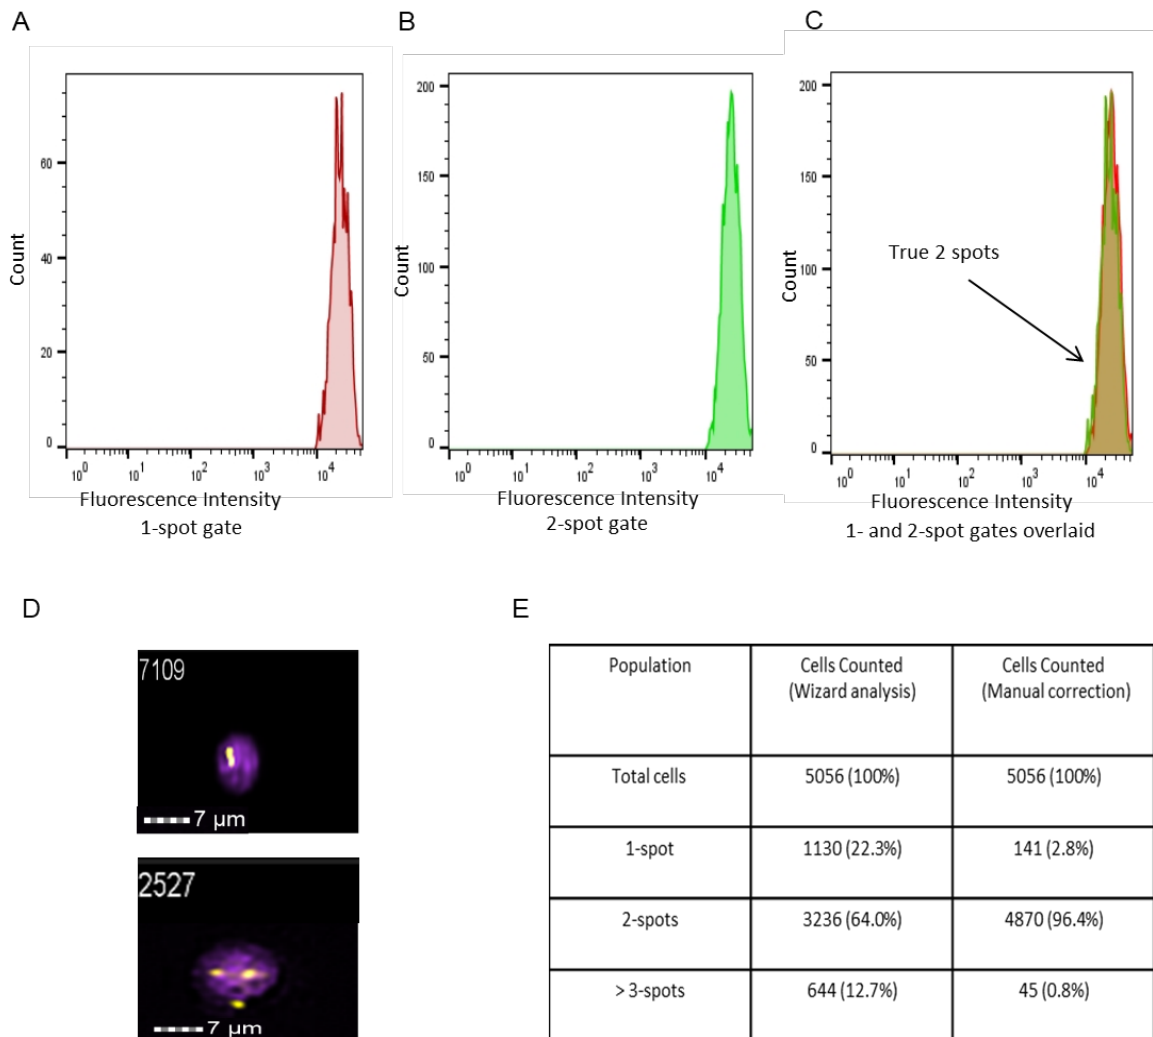 A
B
C
60
40
20
0
Count
10^0 10^1 10^2 10^3 10^4
Fluorescence Intensity
1-spot gate
200
150
100
50
0
Count
10^0 10^1 10^2 10^3 10^4
Fluorescence Intensity
2-spot gate
200
150
100
50
0
Count
True 2 spots
10^0 10^1 10^2 10^3 10^4
Fluorescence Intensity
1- and 2-spot gates overlaid
D
7109
7 µm
2527
7 µm
E
Population Cells Counted (Wizard analysis) Cells Counted (Manual correction)
Total cells 5056 (100%) 5056 (100%)
1-spot 1130 (22.3%) 141 (2.8%)
2-spots 3236 (64.0%) 4870 (96.4%)
> 3-spots 644 (12.7%) 45 (0.8%)